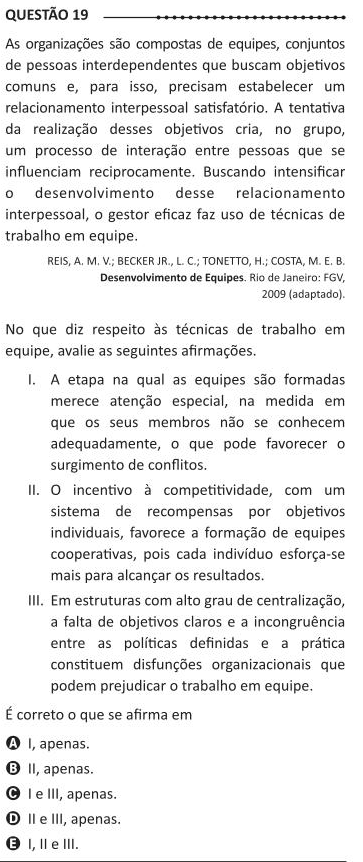 QUESTÃO 19
As organizações são compostas de equipes, conjuntos
de pessoas interdependentes que buscam objetivos
comuns e, para isso, precisam estabelecer um
relacionamento interpessoal satisfatório. A tentativa
da realização desses objetivos cria, no grupo,
um processo de interação entre pessoas que se
influenciam reciprocamente. Buscando intensificar
o desenvolvimento desse relacionamento
interpessoal, o gestor eficaz faz uso de técnicas de
trabalho em equipe.
REIS, A. M. V.; BECKER JR., L. C.; TONETTO, H.; COSTA, M. E. B.
Desenvolvimento de Equipes. Rio de Janeiro: FGV,
2009 (adaptado).
No que diz respeito às técnicas de trabalho em
equipe, avalie as seguintes afirmações.
I. A etapa na qual as equipes são formadas
merece atenção especial, na medida em
que os seus membros não se conhecem
adequadamente, o que pode favorecer o
surgimento de conflitos.
II. O incentivo à competitividade, com um
sistema de recompensas por objetivos
individuais, favorece a formação de equipes
cooperativas, pois cada indivíduo esforça-se
mais para alcançar os resultados.
III. Em estruturas com alto grau de centralização,
a falta de objetivos claros e a incongruência
entre as políticas definidas e a prática
constituem disfunções organizacionais que
podem prejudicar o trabalho em equipe.
É correto o que se afirma em
A I, apenas.
B II, apenas.
C I e III, apenas.
D II e III, apenas.
E I, II e III.